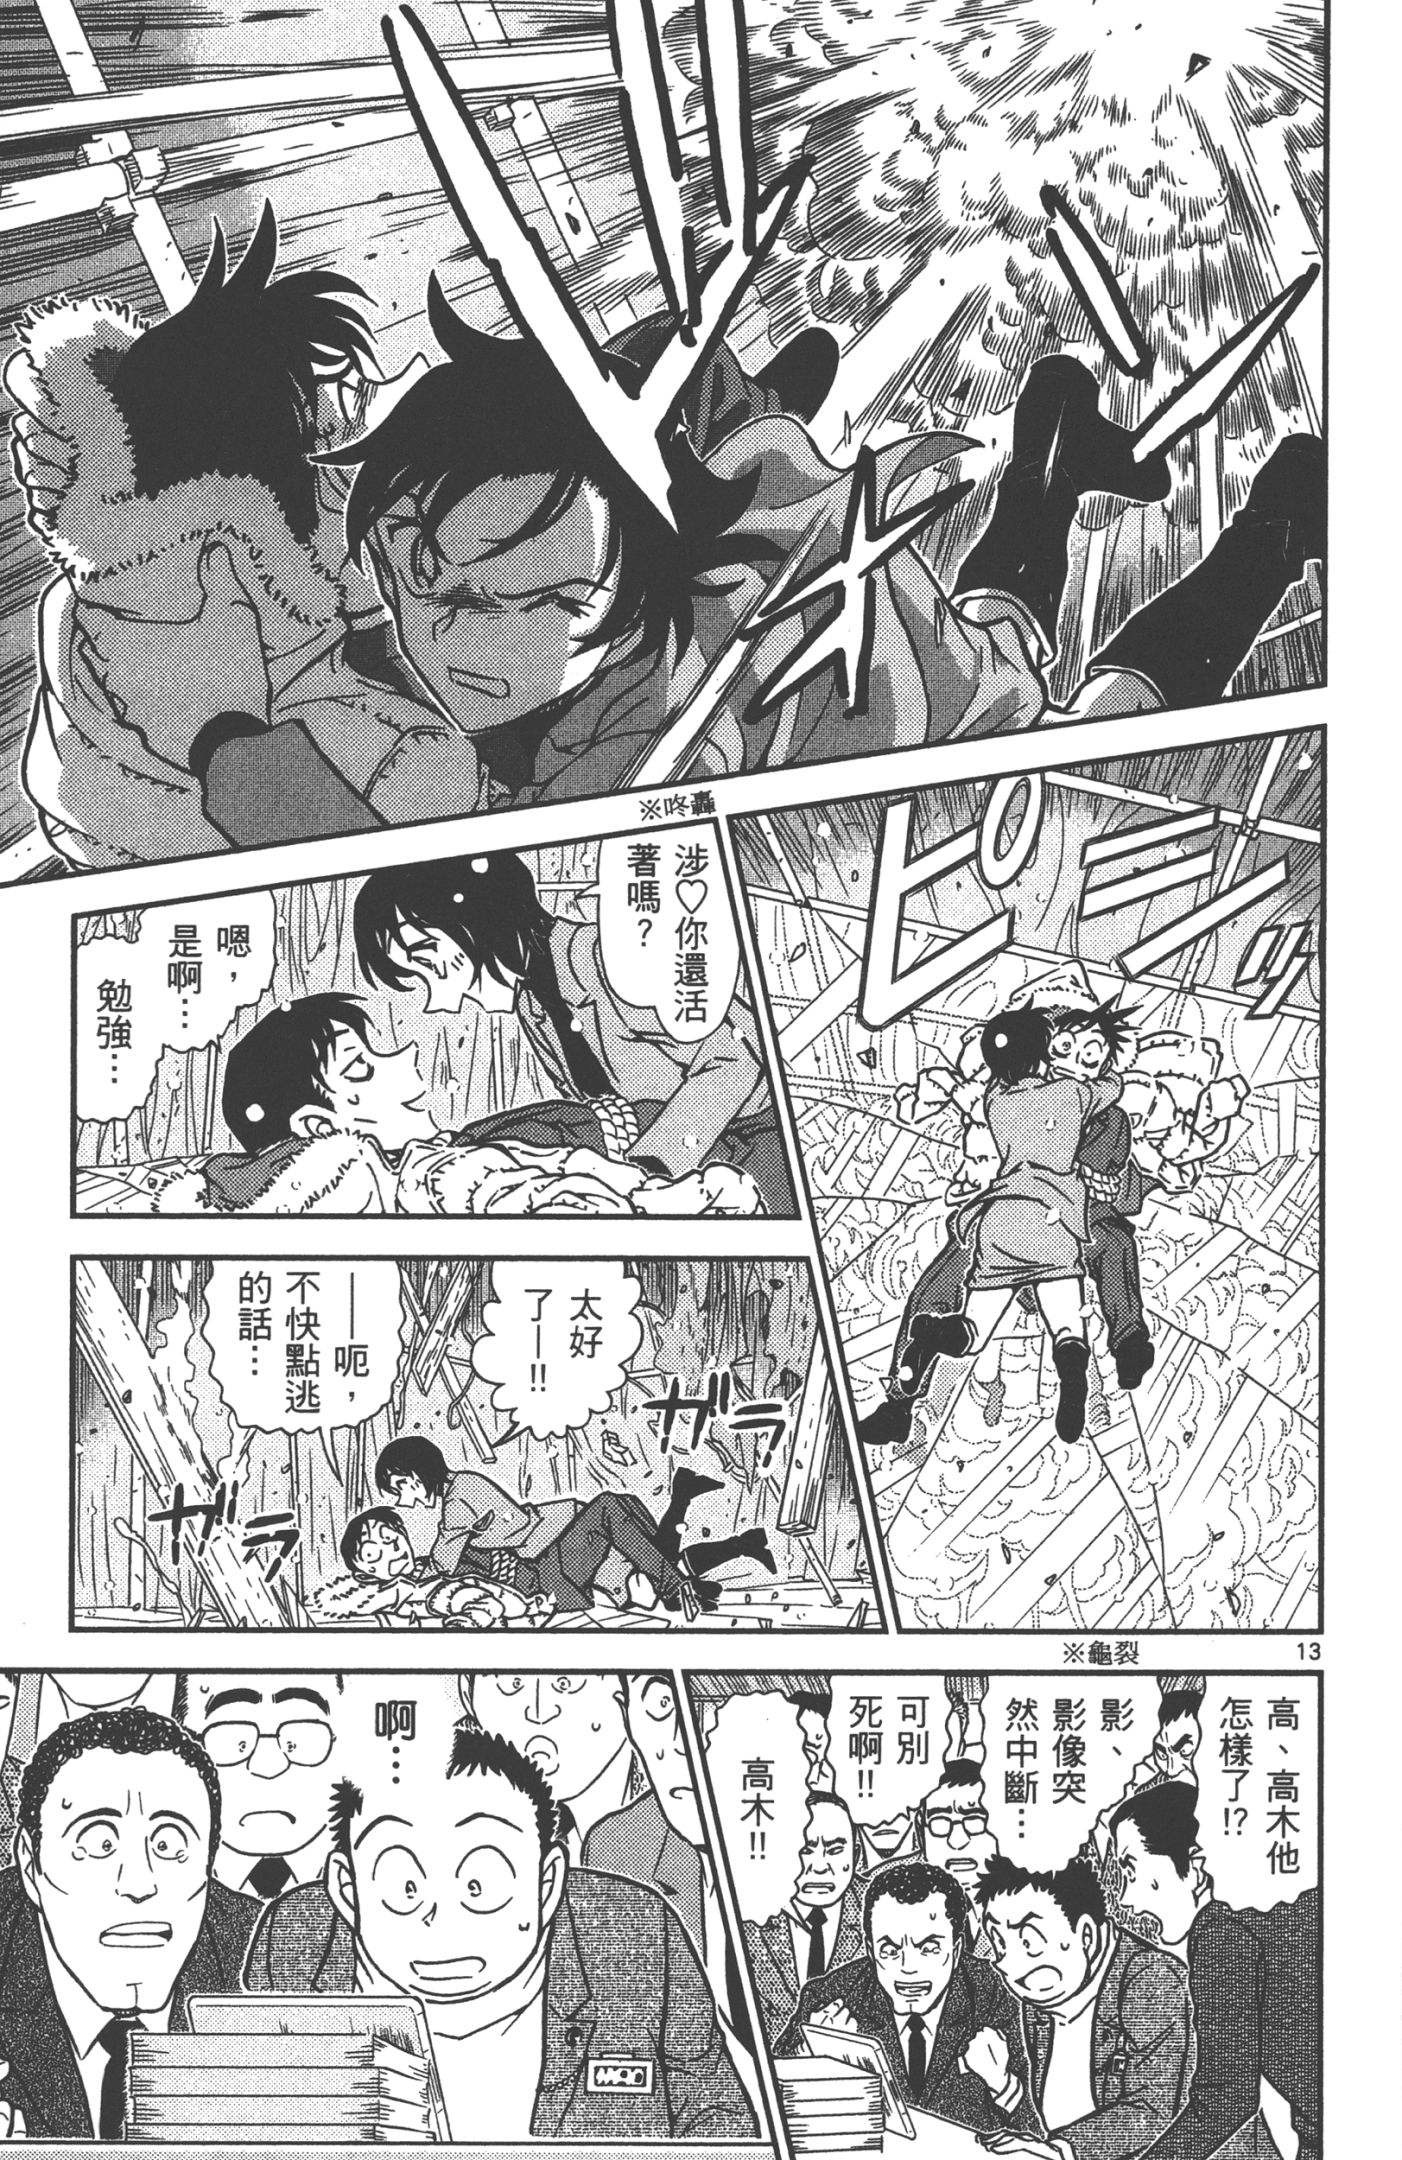 ドオ
※咚轟
ピシッ
※龜裂
涉♡你還活
著嗎？
嗯，
是啊…
勉強…
太好
了—!!
——呃，
不快點逃
的話…
ガラ
ガラ
13
高、高木他
怎樣了!?
影、
影像突
然中斷…
可別
死啊!!
高木!!
啊…